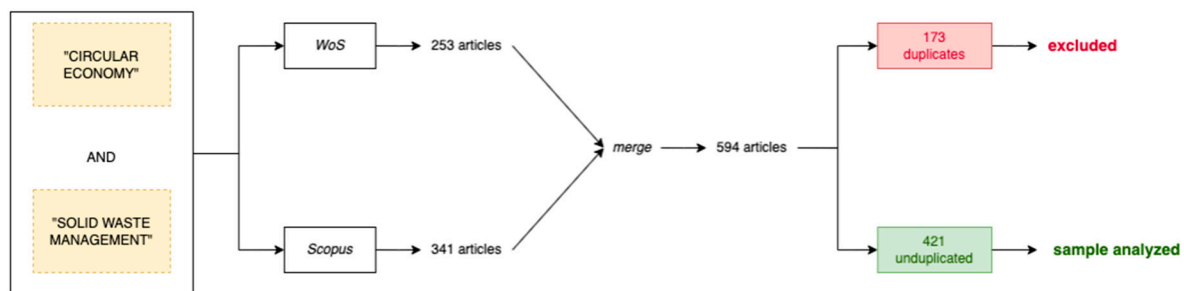 "CIRCULAR
ECONOMY"
AND
"SOLID WASTE
MANAGEMENT"
WoS
253 articles
Scopus
341 articles
merge
594 articles
173
duplicates
excluded
421
unduplicated
sample analyzed